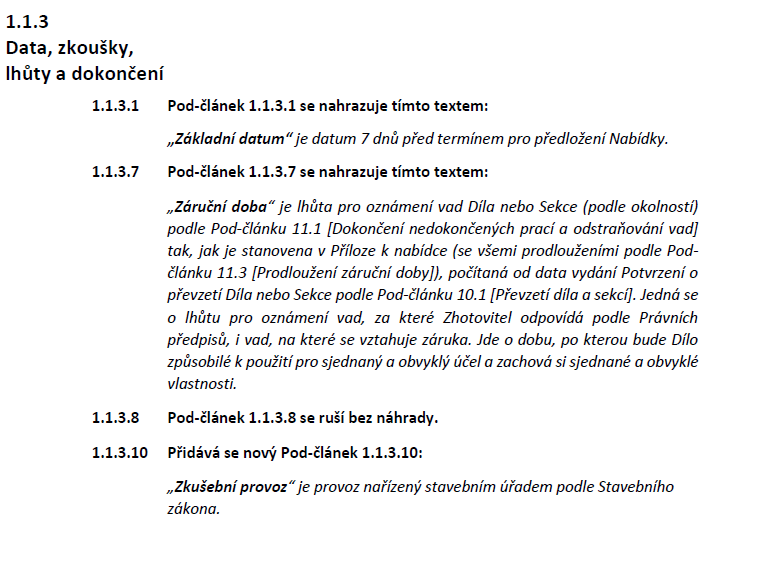 1.1.3
Data, zkoušky,
lhůty a dokončení
1.1.3.1 Pod-článek 1.1.3.1 se nahrazuje tímto textem:
„Základní datum“ je datum 7 dnů před termínem pro předložení Nabídky.
1.1.3.7 Pod-článek 1.1.3.7 se nahrazuje tímto textem:
„Záruční doba“ je lhůta pro oznámení vad Díla nebo Sekce (podle okolností)
podle Pod-článku 11.1 [Dokončení nedokončených prací a odstraňování vad]
tak, jak je stanovena v Příloze k nabídce (se všemi prodlouženími podle Pod-
článku 11.3 [Prodloužení záruční doby]), počítaná od data vydání Potvrzení o
převzetí Díla nebo Sekce podle Pod-článku 10.1 [Převzetí díla a sekcí]. Jedná se
o lhůtu pro oznámení vad, za které Zhotovitel odpovídá podle Právních
předpisů, i vad, na které se vztahuje záruka. Jde o dobu, po kterou bude Dílo
způsobilé k použití pro sjednaný a obvyklý účel a zachová si sjednané a obvyklé
vlastnosti.
1.1.3.8 Pod-článek 1.1.3.8 se ruší bez náhrady.
1.1.3.10 Přidává se nový Pod-článek 1.1.3.10:
„Zkušební provoz“ je provoz nařízený stavebním úřadem podle Stavebního
zákona.